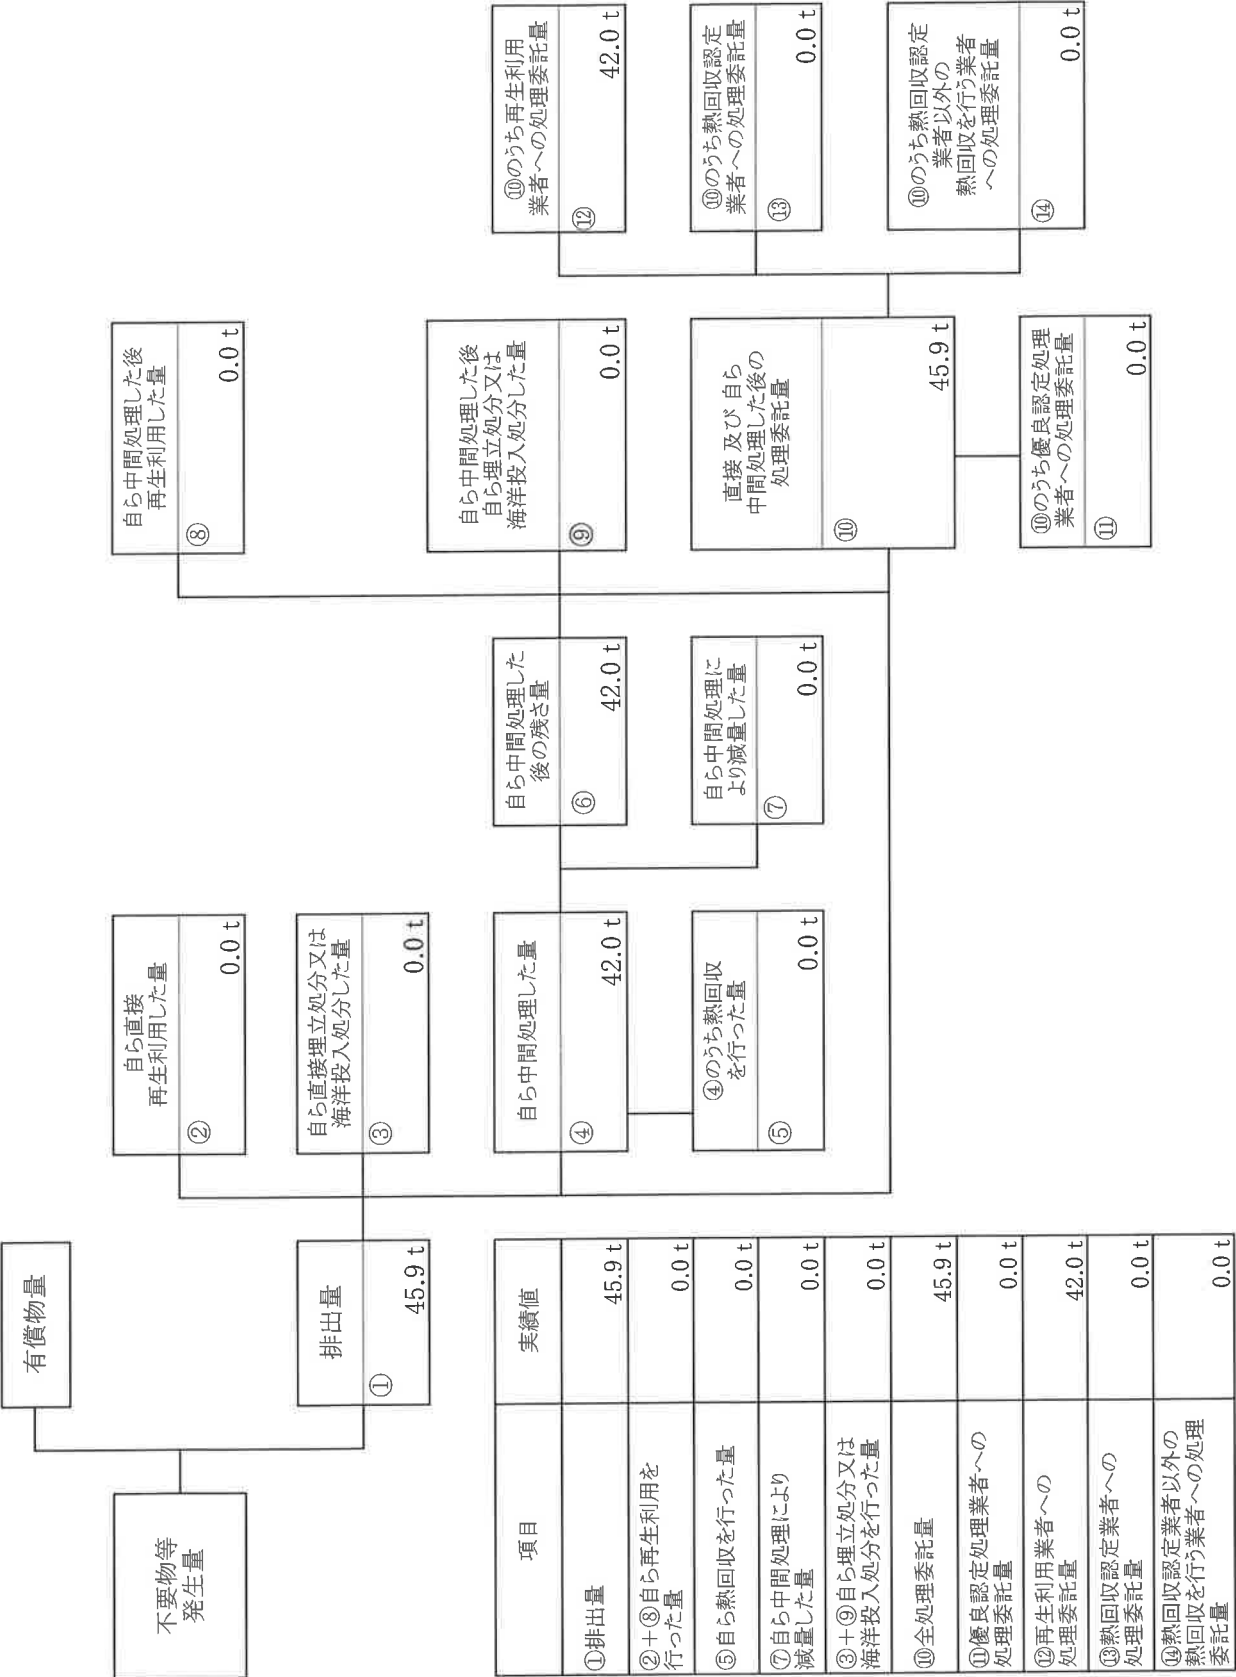 不要物等
発生量
有償物量
排出量
①
45.9 t
自ら直接
再生利用した量
②
0.0 t
自ら直接埋立処分又は
海洋投入処分した量
③
0.0 t
自ら中間処理した量
④
42.0 t
④のうち熱回収
を行った量
⑤
0.0 t
自ら中間処理した
後の残さ量
⑥
42.0 t
自ら中間処理に
より減量した量
⑦
0.0 t
自ら中間処理した後
再生利用した量
⑧
0.0 t
自ら中間処理した後
自ら埋立処分又は
海洋投入処分した量
⑨
0.0 t
直接 及び 自ら
中間処理した後の
処理委託量
⑩
45.9 t
⑩のうち優良認定処理
業者への処理委託量
⑪
0.0 t
⑩のうち再生利用
業者への処理委託量
⑫
42.0 t
⑩のうち熱回収認定
業者への処理委託量
⑬
0.0 t
⑩のうち熱回収認定
業者以外の
熱回収を行う業者
への処理委託量
⑭
0.0 t
項目
実績値
①排出量
45.9 t
②＋⑧自ら再生利用を
行った量
0.0 t
⑤自ら熱回収を行った量
0.0 t
⑦自ら中間処理により
減量した量
0.0 t
③＋⑨自ら埋立処分又は
海洋投入処分を行った量
0.0 t
⑩全処理委託量
45.9 t
⑪優良認定処理業者への
処理委託量
0.0 t
⑫再生利用業者への
処理委託量
42.0 t
⑬熱回収認定業者への
処理委託量
0.0 t
⑭熱回収認定業者以外の
熱回収を行う業者への処理
委託量
0.0 t